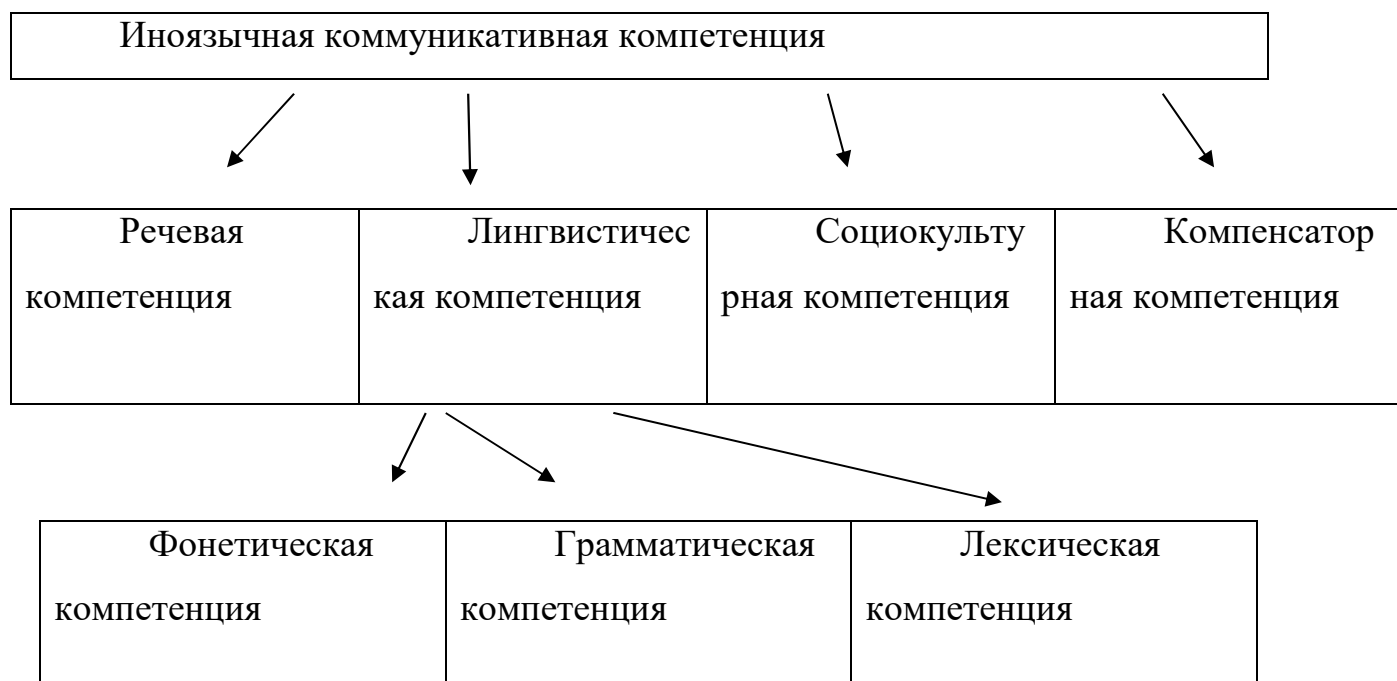 Иноязычная коммуникативная компетенция
Речевая
компетенция
Лингвистичес
кая компетенция
Социокульту
рная компетенция
Компенсатор
ная компетенция
Фонетическая
компетенция
Грамматическая
компетенция
Лексическая
компетенция